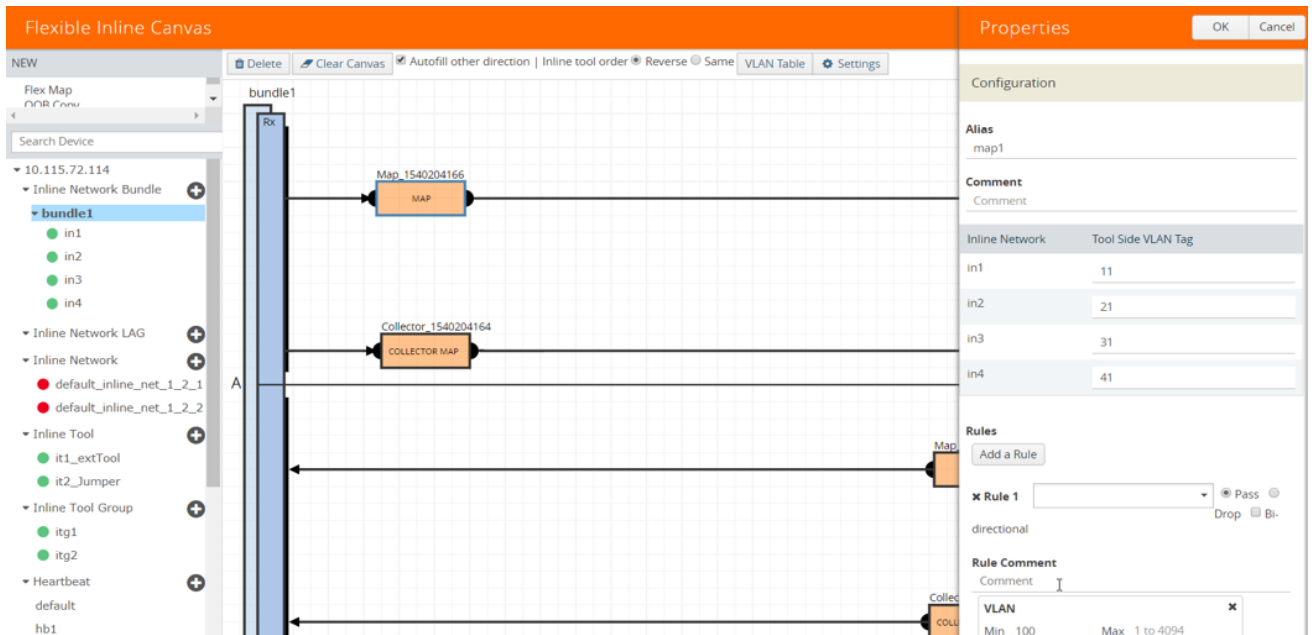 Flexible Inline Canvas
Properties
OK
Cancel
NEW
Delete
Clear Canvas
Autofill other direction | Inline tool order
Reverse
Same
VLAN Table
Settings
Flex Map
OOB Copy
Search Device
10.115.72.114
Inline Network Bundle
bundle1
in1
in2
in3
in4
Inline Network LAG
Inline Network
default_inline_net_1_2_1
default_inline_net_1_2_2
Inline Tool
it1_extTool
it2_Jumper
Inline Tool Group
itg1
itg2
Heartbeat
default
hb1
bundle1
Rx
Map_1540204166
MAP
Collector_1540204164
COLLECTOR MAP
A
Map_
Collec
COLL
Configuration
Alias
map1
Comment
Comment
Inline Network Tool Side VLAN Tag
in1 11
in2 21
in3 31
in4 41
Rules
Add a Rule
Rule 1
Pass
Drop Bi-
directional
Rule Comment
Comment
VLAN
Min 100 Max 1 to 4094